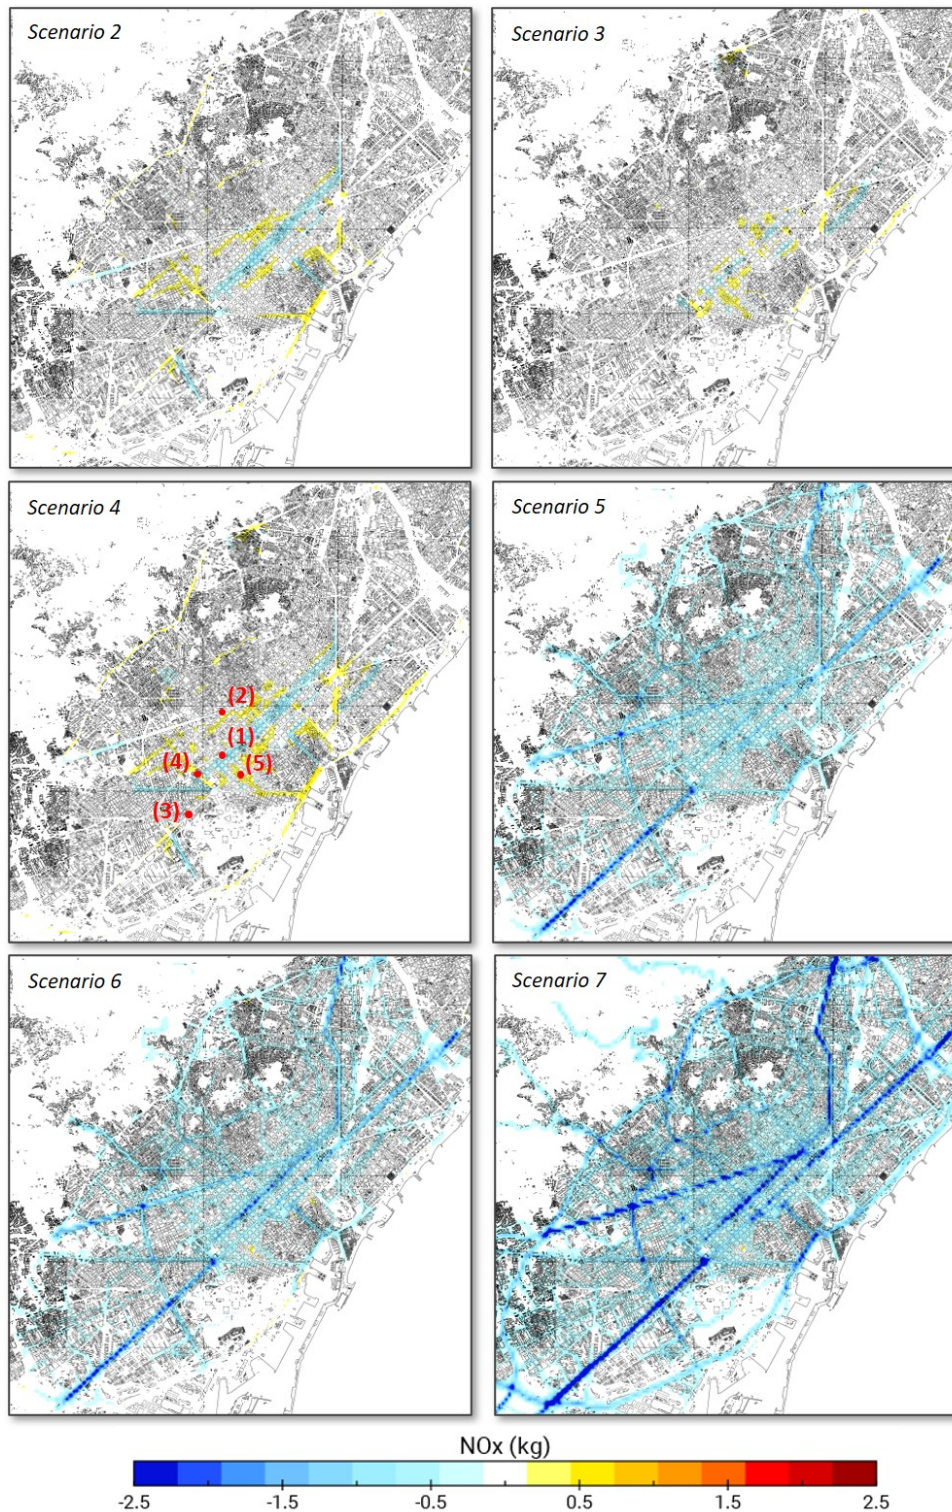 Scenario 2
Scenario 3
Scenario 4
(2)
(1)
(4)
(5)
(3)
Scenario 5
Scenario 6
Scenario 7
NOx (kg)
-2.5 -1.5 -0.5 0.5 1.5 2.5